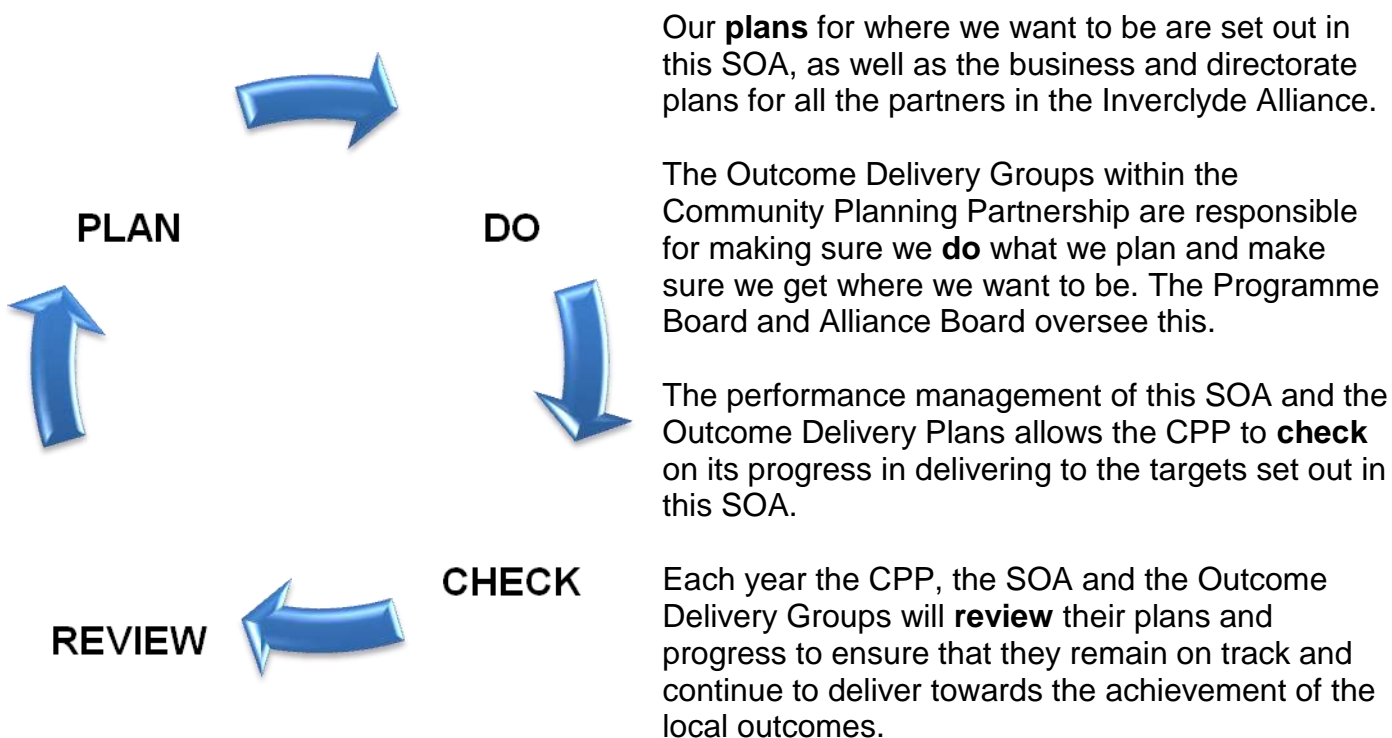 PLAN
DO
CHECK
REVIEW
Our plans for where we want to be are set out in
this SOA, as well as the business and directorate
plans for all the partners in the Inverclyde Alliance.
The Outcome Delivery Groups within the
Community Planning Partnership are responsible
for making sure we do what we plan and make
sure we get where we want to be. The Programme
Board and Alliance Board oversee this.
The performance management of this SOA and the
Outcome Delivery Plans allows the CPP to check
on its progress in delivering to the targets set out in
this SOA.
Each year the CPP, the SOA and the Outcome
Delivery Groups will review their plans and
progress to ensure that they remain on track and
continue to deliver towards the achievement of the
local outcomes.